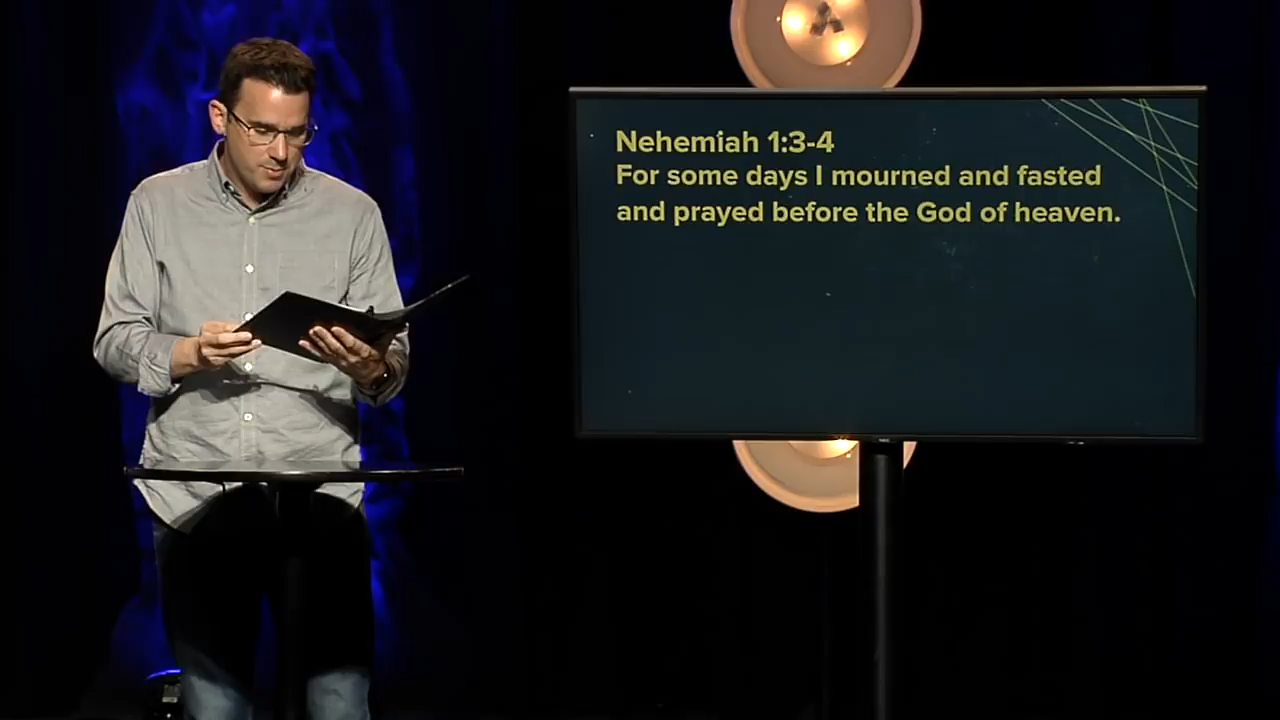 Nehemiah 1:3-4
For some days I mourned and fasted
and prayed before the God of heaven.